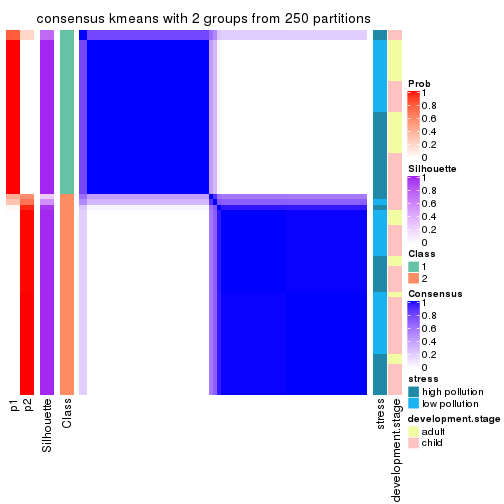 consensus kmeans with 2 groups from 250 partitions
Prob
1
0.8
0.6
0.4
0.2
0
Silhouette
1
0.8
0.6
0.4
0.2
0
Class
1
2
Consensus
1
0.8
0.6
0.4
0.2
0
stress
high pollution
low pollution
development.stage
adult
child
p1
p2
Silhouette
Class
stress
development.stage